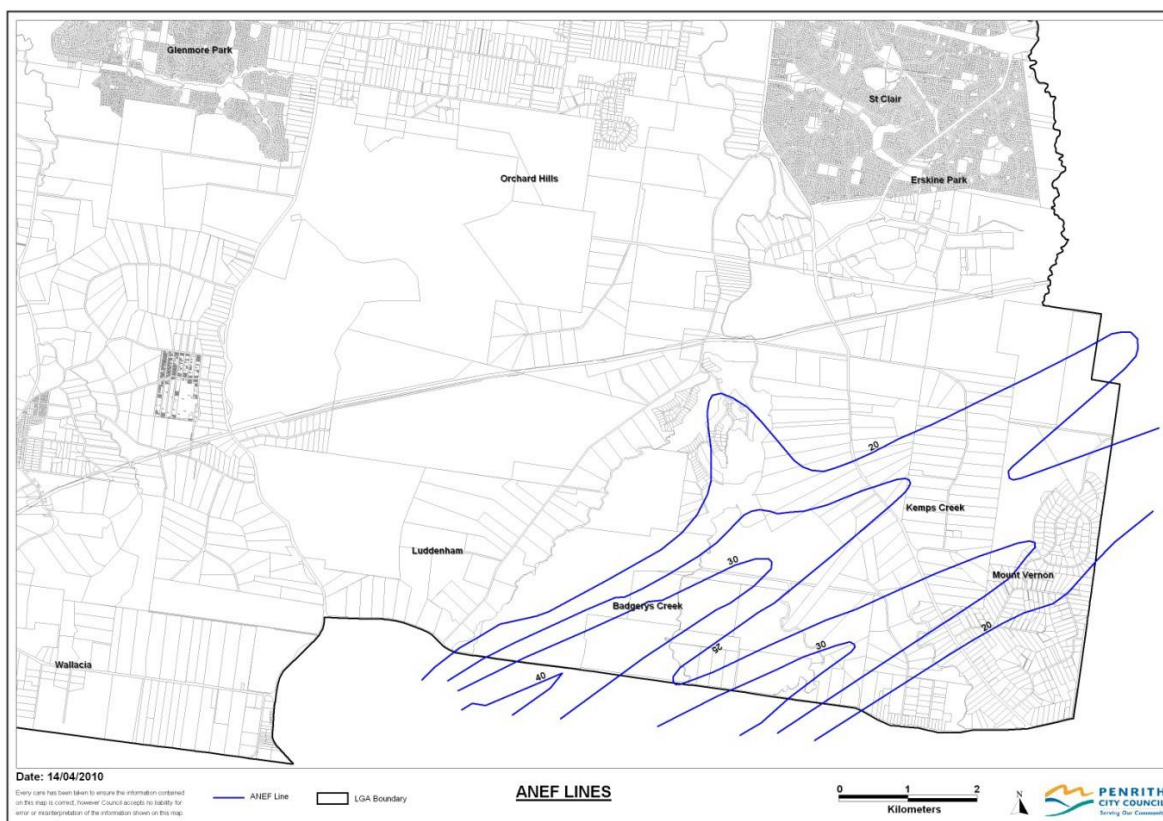 Glenmore Park
St Clair
Orchard Hills
Erskine Park
20
Kemps Creek
Luddenham
30
Mount Vernon
Badgerys Creek
20
25
30
Wallacia
40
Date: 14/04/2010
Every care has been taken to ensure the information contained
on this map is correct, however Council accepts no liability for
error or misinterpretation of the information shown on this map.
ANEF Line
LGA Boundary
ANEF LINES
0 1 2
Kilometers
N
PENRITH
CITY COUNCIL
Serving Our Community